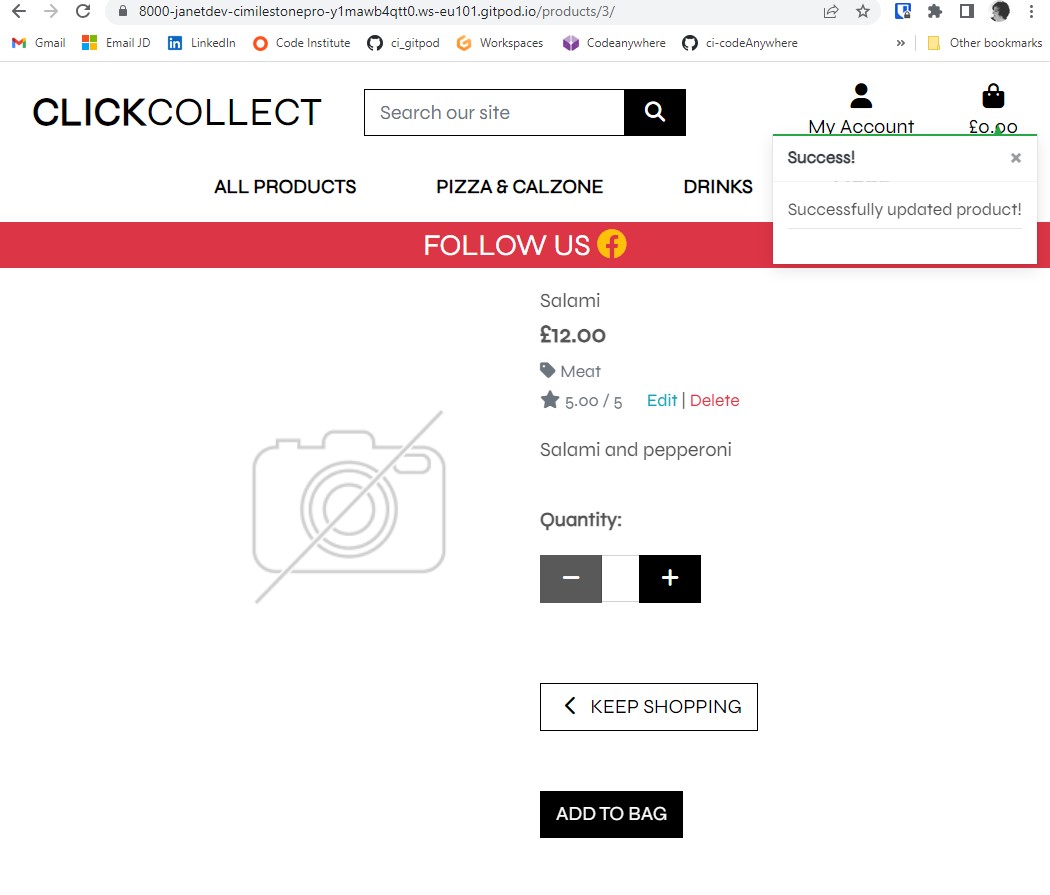 8000-janetdev-cimilestonepro-y1mawb4qtt0.ws-eu101.gitpod.io/products/3/
Gmail Email JD LinkedIn Code Institute ci_gitpod Workspaces Codeanywhere ci-codeAnywhere » Other bookmarks
CLICKCOLLECT
Search our site
My Account
£0.00
ALL PRODUCTS PIZZA & CALZONE DRINKS
Success! ×
Successfully updated product!
FOLLOW US
Salami
£12.00
Meat
5.00 / 5 Edit | Delete
Salami and pepperoni
Quantity:
KEEP SHOPPING
ADD TO BAG